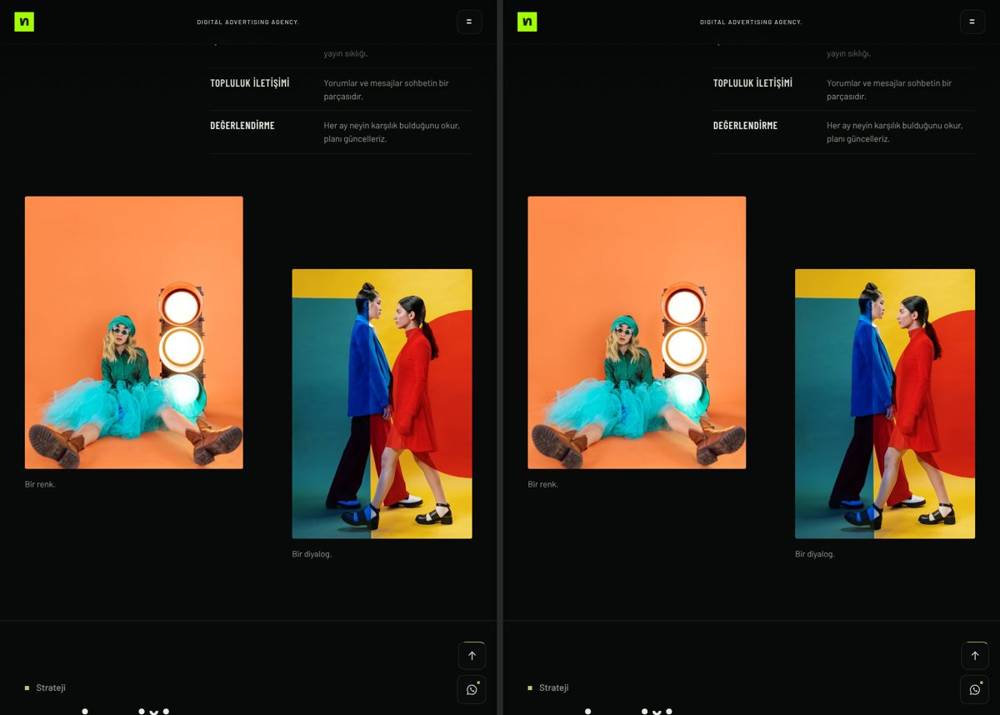 DIGITAL ADVERTISING AGENCY.
yayın sıklığı.
TOPLULUK İLETİŞİMİ
Yorumlar ve mesajlar sohbetin bir
parçasıdır.
DEĞERLENDİRME
Her ay neyin karşılık bulduğunu okur,
planı güncelleriz.
Bir renk.
Bir diyalog.
Strateji
DIGITAL ADVERTISING AGENCY.
yayın sıklığı.
TOPLULUK İLETİŞİMİ
Yorumlar ve mesajlar sohbetin bir
parçasıdır.
DEĞERLENDİRME
Her ay neyin karşılık bulduğunu okur,
planı güncelleriz.
Bir renk.
Bir diyalog.
Strateji